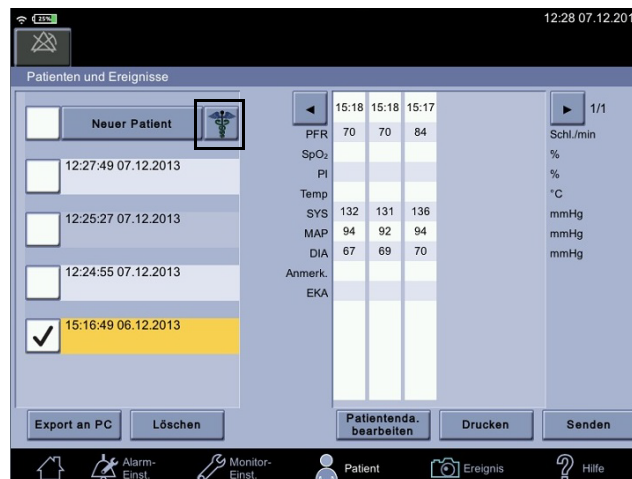 25%
12:28 07.12.201
Patienten und Ereignisse
Neuer Patient
12:27:49 07.12.2013
12:25:27 07.12.2013
12:24:55 07.12.2013
15:16:49 06.12.2013
15:18 15:18 15:17
1/1
PFR 70 70 84 Schl./min
SpO₂ %
PI %
Temp °C
SYS 132 131 136 mmHg
MAP 94 92 94 mmHg
DIA 67 69 70 mmHg
Anmerk.
EKA
Export an PC
Löschen
Patientenda.
bearbeiten
Drucken
Senden
Alarm-
Einst.
Monitor-
Einst.
Patient
Ereignis
Hilfe